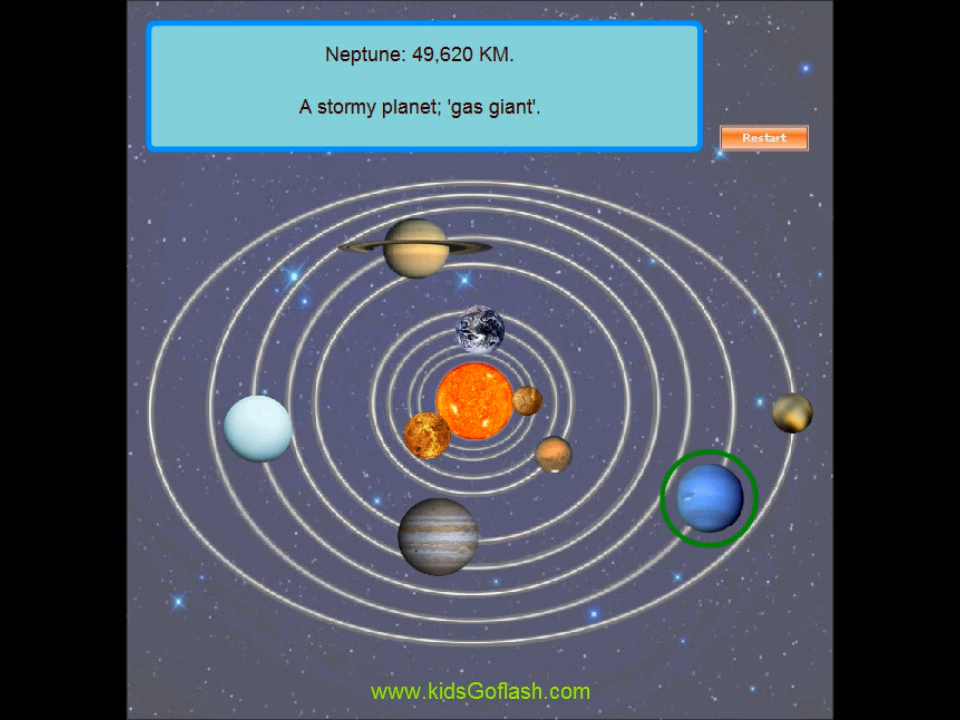 Neptune: 49,620 KM.
A stormy planet; 'gas giant'.
Restart
www.kidsGoflash.com